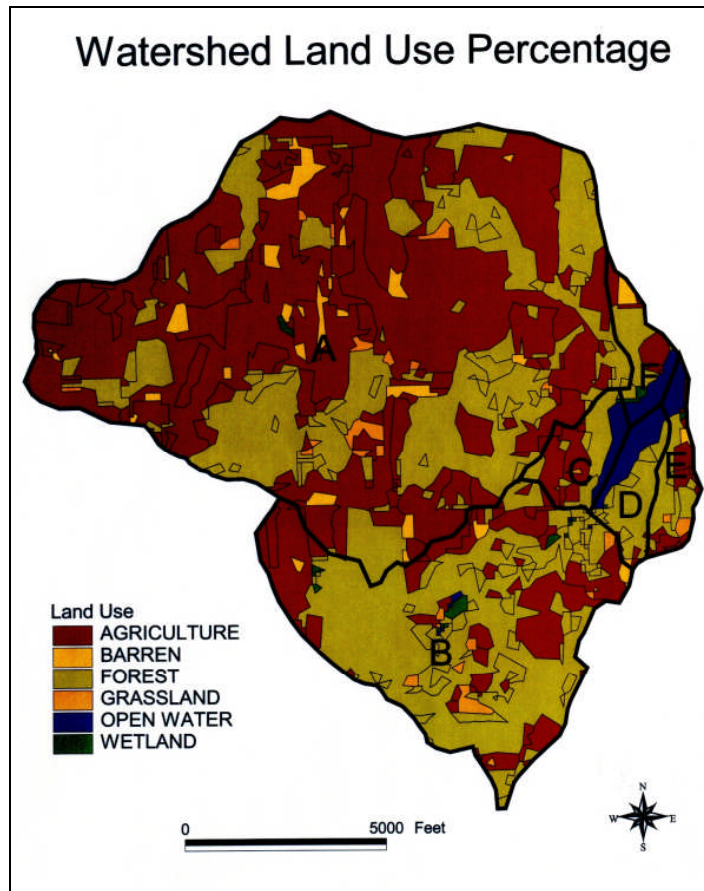 Watershed Land Use Percentage
A
F
C
E
D
B
Land Use
AGRICULTURE
BARREN
FOREST
GRASSLAND
OPEN WATER
WETLAND
0 5000 Feet
N
W E
S